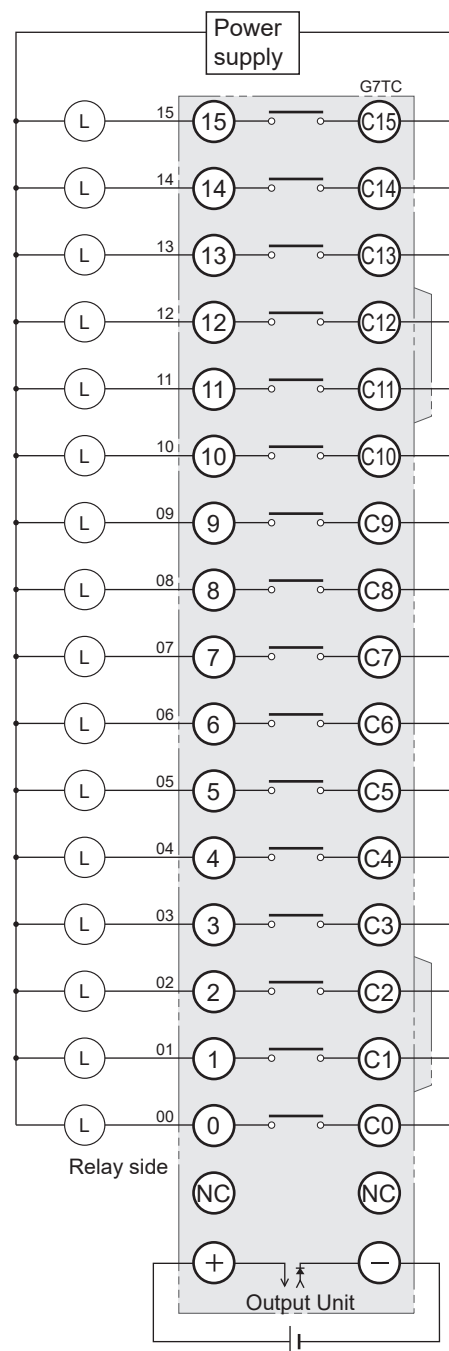 Power
supply
G7TC
L 15 15 C15
L 14 14 C14
L 13 13 C13
L 12 12 C12
L 11 11 C11
L 10 10 C10
L 09 9 C9
L 08 8 C8
L 07 7 C7
L 06 6 C6
L 05 5 C5
L 04 4 C4
L 03 3 C3
L 02 2 C2
L 01 1 C1
L 00 0 C0
Relay side
NC NC
+ −
Output Unit